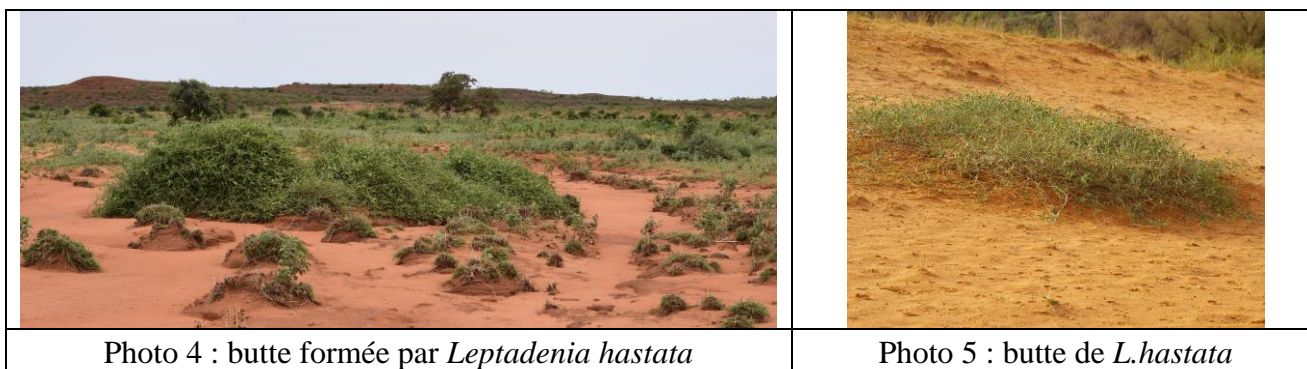 Photo 4 : butte formée par Leptadenia hastata
Photo 5 : butte de L.hastata